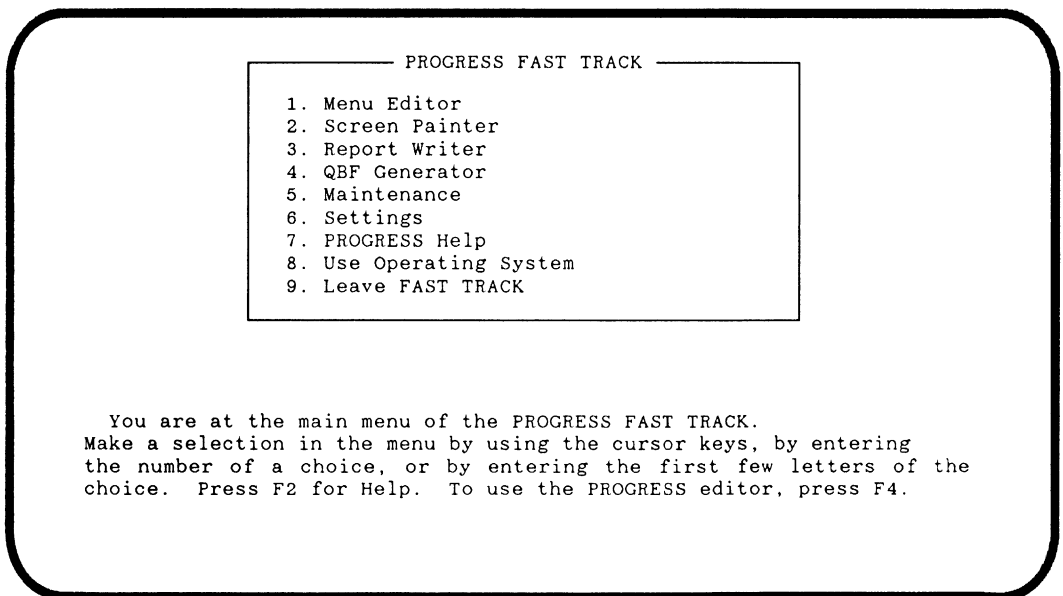 PROGRESS FAST TRACK
1. Menu Editor
2. Screen Painter
3. Report Writer
4. QBF Generator
5. Maintenance
6. Settings
7. PROGRESS Help
8. Use Operating System
9. Leave FAST TRACK
You are at the main menu of the PROGRESS FAST TRACK.
Make a selection in the menu by using the cursor keys, by entering
the number of a choice, or by entering the first few letters of the
choice. Press F2 for Help. To use the PROGRESS editor, press F4.